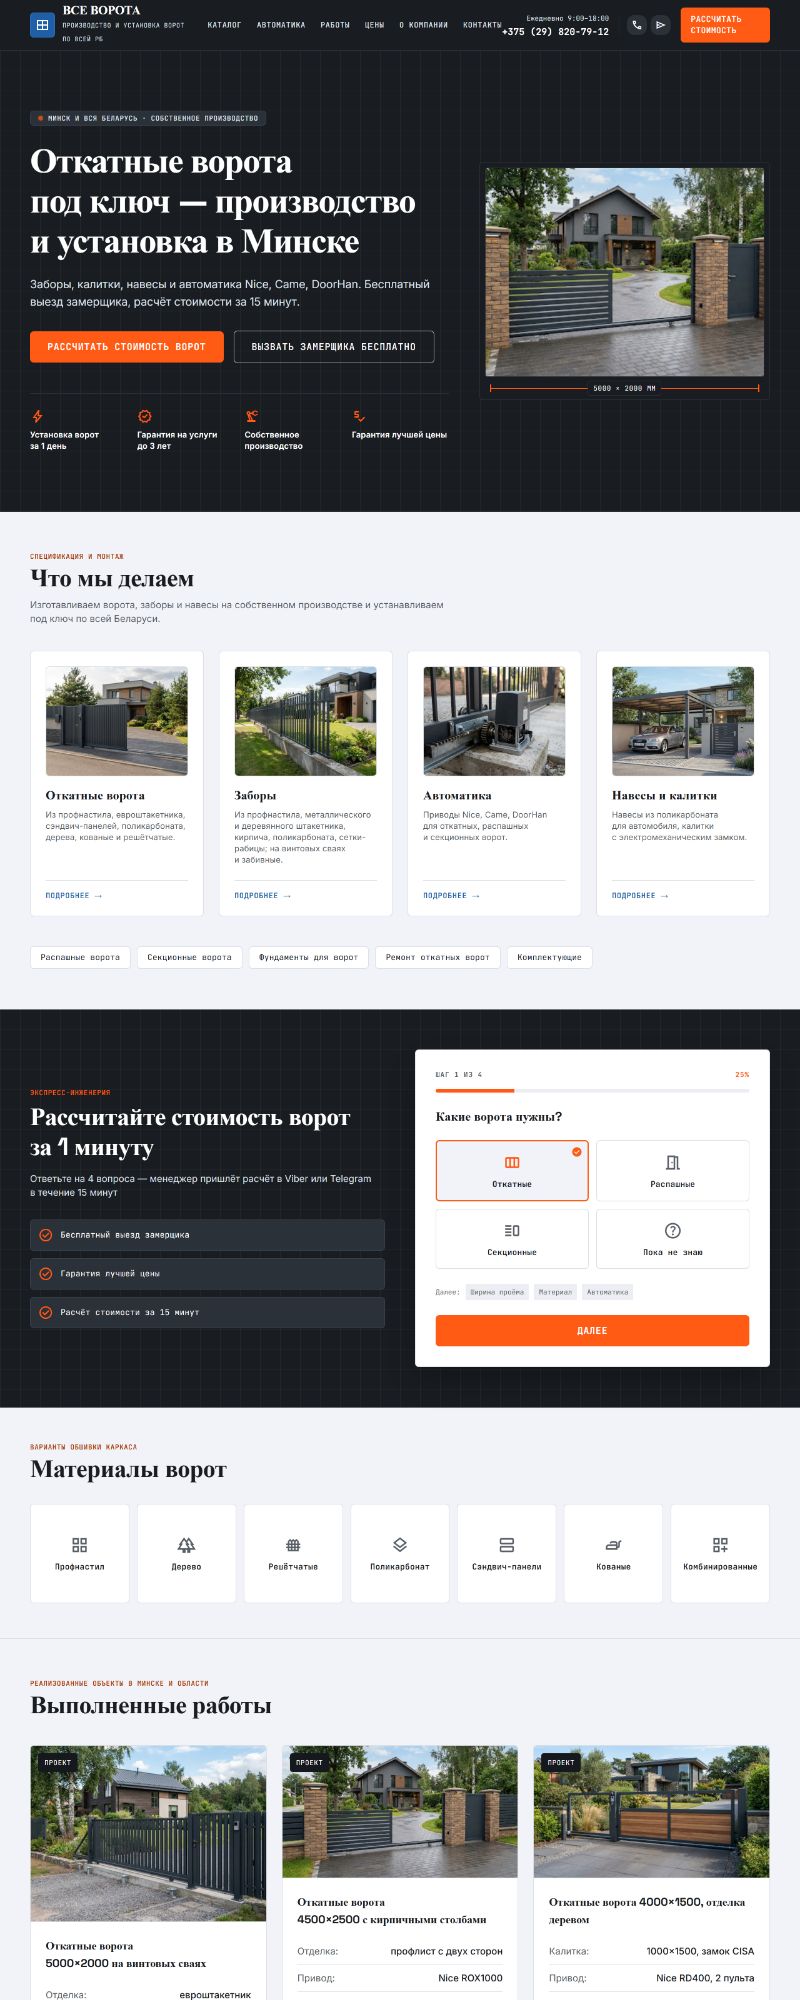 ВСЕ ВОРОТА
ПРОИЗВОДСТВО И УСТАНОВКА ВОРОТ
ПО ВСЕЙ РБ
КАТАЛОГ
АВТОМАТИКА
РАБОТЫ
ЦЕНЫ
О КОМПАНИИ
КОНТАКТЫ
Ежедневно 9:00–18:00
+375 (29) 820-79-12
РАССЧИТАТЬ
СТОИМОСТЬ
МИНСК И ВСЯ БЕЛАРУСЬ · СОБСТВЕННОЕ ПРОИЗВОДСТВО
Откатные ворота
под ключ — производство
и установка в Минске
Заборы, калитки, навесы и автоматика Nice, Came, DoorHan. Бесплатный
выезд замерщика, расчёт стоимости за 15 минут.
РАССЧИТАТЬ СТОИМОСТЬ ВОРОТ
ВЫЗВАТЬ ЗАМЕРЩИКА БЕСПЛАТНО
5000 × 2000 ММ
Установка ворот
за 1 день
Гарантия на услуги
до 3 лет
Собственное
производство
Гарантия лучшей цены
СПЕЦИФИКАЦИЯ И МОНТАЖ
Что мы делаем
Изготавливаем ворота, заборы и навесы на собственном производстве и устанавливаем
под ключ по всей Беларуси.
Откатные ворота
Из профнастила, евроштакетника,
сэндвич-панелей, поликарбоната,
дерева, кованые и решётчатые.
ПОДРОБНЕЕ →
Заборы
Из профнастила, металлического
и деревянного штакетника,
кирпича, поликарбоната, сетки-
рабицы; на винтовых сваях
и забивные.
ПОДРОБНЕЕ →
Автоматика
Приводы Nice, Came, DoorHan
для откатных, распашных
и секционных ворот.
ПОДРОБНЕЕ →
Навесы и калитки
Навесы из поликарбоната
для автомобиля, калитки
с электромеханическим замком.
ПОДРОБНЕЕ →
Распашные ворота
Секционные ворота
Фундаменты для ворот
Ремонт откатных ворот
Комплектующие
ЭКСПРЕСС-ИНЖЕНЕРИЯ
Рассчитайте стоимость ворот
за 1 минуту
Ответьте на 4 вопроса — менеджер пришлёт расчёт в Viber или Telegram
в течение 15 минут
Бесплатный выезд замерщика
Гарантия лучшей цены
Расчёт стоимости за 15 минут
ШАГ 1 ИЗ 4
25%
Какие ворота нужны?
Откатные
Распашные
Секционные
Пока не знаю
Далее:
Ширина проёма
Материал
Автоматика
ДАЛЕЕ
ВАРИАНТЫ ОБШИВКИ КАРКАСА
Материалы ворот
Профнастил
Дерево
Решётчатые
Поликарбонат
Сэндвич-панели
Кованые
Комбинированные
РЕАЛИЗОВАННЫЕ ОБЪЕКТЫ В МИНСКЕ И ОБЛАСТИ
Выполненные работы
ПРОЕКТ
Откатные ворота
5000×2000 на винтовых сваях
Отделка:
евроштакетник
ПРОЕКТ
Откатные ворота
4500×2500 с кирпичными столбами
Отделка:
профлист с двух сторон
Привод:
Nice ROX1000
ПРОЕКТ
Откатные ворота 4000×1500, отделка
деревом
Калитка:
1000×1500, замок CISA
Привод:
Nice RD400, 2 пульта